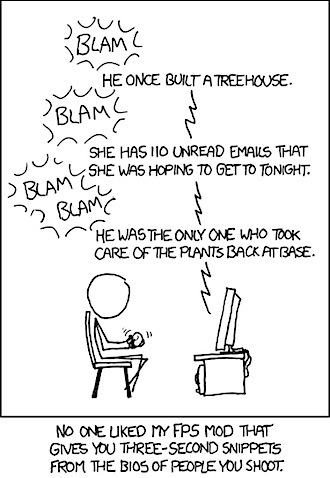 BLAM
HE ONCE BUILT A TREEHOUSE.
BLAM
SHE HAS 110 UNREAD EMAILS THAT
SHE WAS HOPING TO GET TO TONIGHT.
BLAM
BLAM
HE WAS THE ONLY ONE WHO TOOK
CARE OF THE PLANTS BACK AT BASE.
NO ONE LIKED MY FPS MOD THAT
GIVES YOU THREE-SECOND SNIPPETS
FROM THE BIOS OF PEOPLE YOU SHOOT.